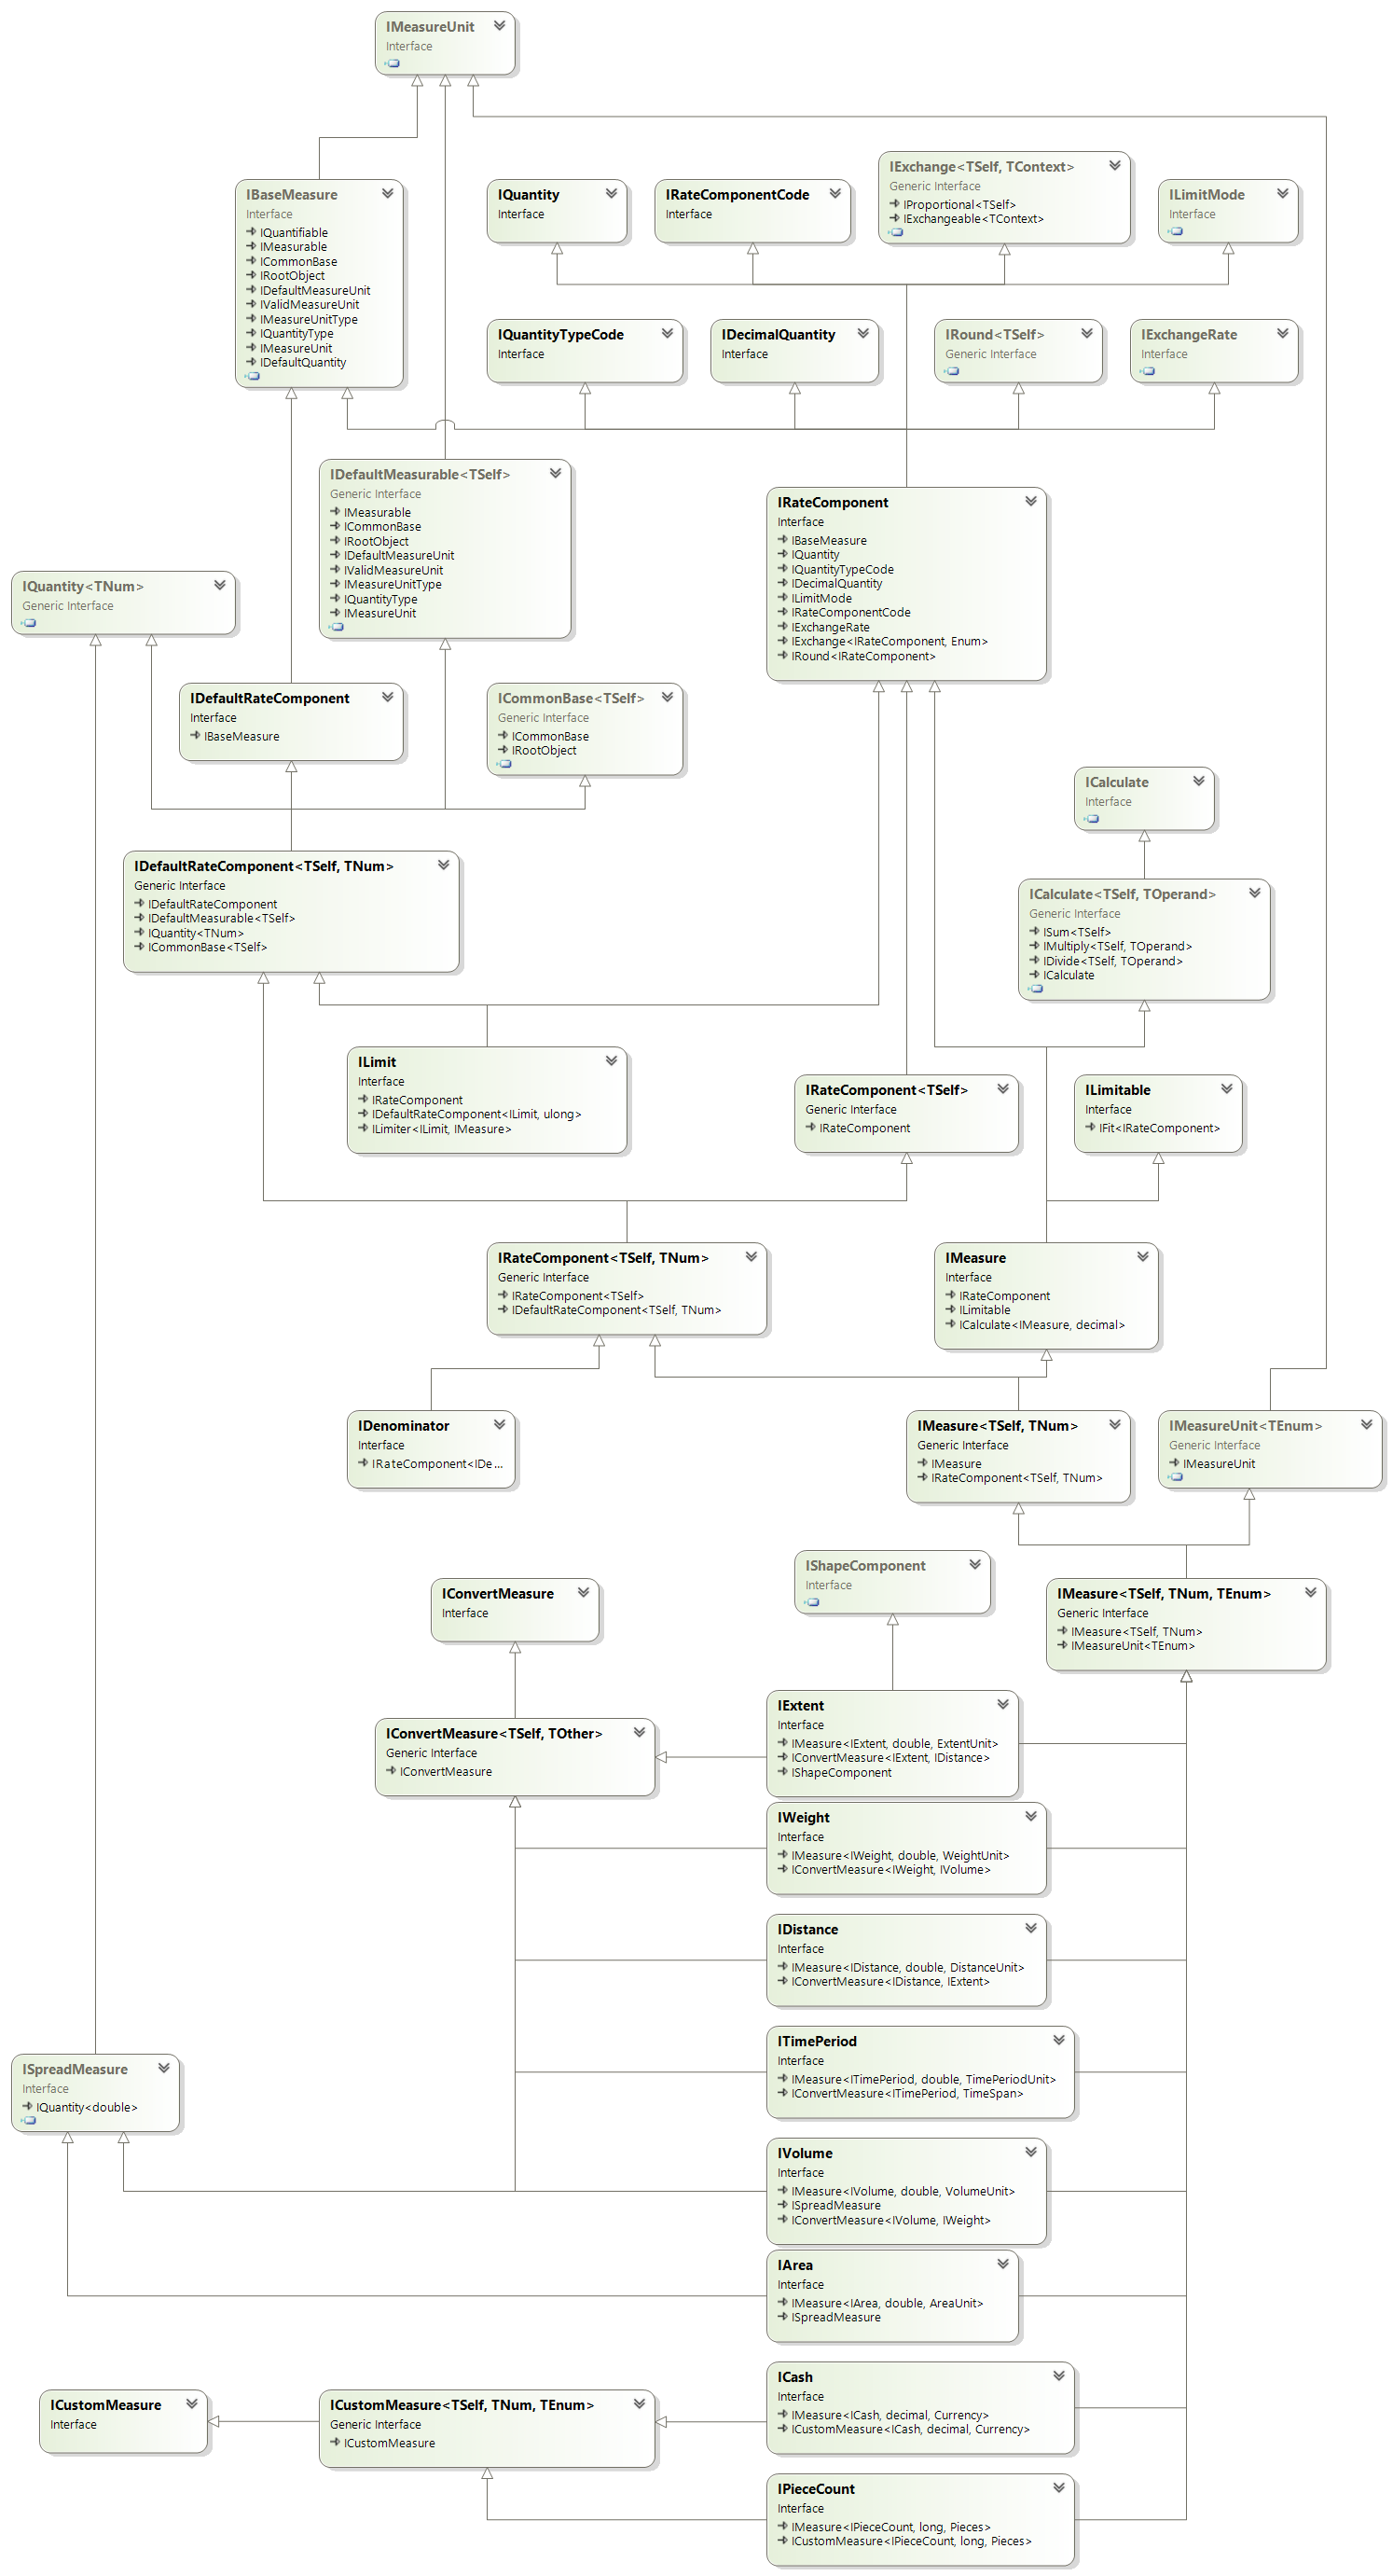 IMeasureUnit
Interface
IBaseMeasure
Interface
IQuantifiable
IMeasurable
ICommonBase
IRootObject
IDefaultMeasureUnit
IValidMeasureUnit
IMeasureUnitType
IQuantityType
IMeasureUnit
IDefaultQuantity
IQuantity
Interface
IRateComponentCode
Interface
IExchange<TSelf, TContext>
Generic Interface
IProportional<TSelf>
IExchangeable<TContext>
ILimitMode
Interface
IQuantityTypeCode
Interface
IDecimalQuantity
Interface
IRound<TSelf>
Generic Interface
IExchangeRate
Interface
IDefaultMeasurable<TSelf>
Generic Interface
IMeasurable
ICommonBase
IRootObject
IDefaultMeasureUnit
IValidMeasureUnit
IMeasureUnitType
IQuantityType
IMeasureUnit
IRateComponent
Interface
IBaseMeasure
IQuantity
IQuantityTypeCode
IDecimalQuantity
ILimitMode
IRateComponentCode
IExchangeRate
IExchange<IRateComponent, Enum>
IRound<IRateComponent>
IQuantity<TNum>
Generic Interface
IDefaultRateComponent
Interface
IBaseMeasure
ICommonBase<TSelf>
Generic Interface
ICommonBase
IRootObject
ICalculate
Interface
IDefaultRateComponent<TSelf, TNum>
Generic Interface
IDefaultRateComponent
IDefaultMeasurable<TSelf>
IQuantity<TNum>
ICommonBase<TSelf>
ICalculate<TSelf, TOperand>
Generic Interface
ISum<TSelf>
IMultiply<TSelf, TOperand>
IDivide<TSelf, TOperand>
ICalculate
ILimit
Interface
IRateComponent
IDefaultRateComponent<ILimit, ulong>
ILimiter<ILimit, IMeasure>
IRateComponent<TSelf>
Generic Interface
IRateComponent
ILimitable
Interface
IFit<IRateComponent>
IRateComponent<TSelf, TNum>
Generic Interface
IRateComponent<TSelf>
IDefaultRateComponent<TSelf, TNum>
IMeasure
Interface
IRateComponent
ILimitable
ICalculate<IMeasure, decimal>
IDenominator
Interface
IRateComponent<IDe...
IMeasure<TSelf, TNum>
Generic Interface
IMeasure
IRateComponent<TSelf, TNum>
IMeasureUnit<TEnum>
Generic Interface
IMeasureUnit
IShapeComponent
Interface
IConvertMeasure
Interface
IMeasure<TSelf, TNum, TEnum>
Generic Interface
IMeasure<TSelf, TNum>
IMeasureUnit<TEnum>
IExtent
Interface
IMeasure<IExtent, double, ExtentUnit>
IConvertMeasure<IExtent, IDistance>
IShapeComponent
IConvertMeasure<TSelf, TOther>
Generic Interface
IConvertMeasure
IWeight
Interface
IMeasure<IWeight, double, WeightUnit>
IConvertMeasure<IWeight, IVolume>
IDistance
Interface
IMeasure<IDistance, double, DistanceUnit>
IConvertMeasure<IDistance, IExtent>
ITimePeriod
Interface
IMeasure<ITimePeriod, double, TimePeriodUnit>
IConvertMeasure<ITimePeriod, TimeSpan>
ISpreadMeasure
Interface
IQuantity<double>
IVolume
Interface
IMeasure<IVolume, double, VolumeUnit>
ISpreadMeasure
IConvertMeasure<IVolume, IWeight>
IArea
Interface
IMeasure<IArea, double, AreaUnit>
ISpreadMeasure
ICash
Interface
IMeasure<ICash, decimal, Currency>
ICustomMeasure<ICash, decimal, Currency>
ICustomMeasure
Interface
ICustomMeasure<TSelf, TNum, TEnum>
Generic Interface
ICustomMeasure
IPieceCount
Interface
IMeasure<IPieceCount, long, Pieces>
ICustomMeasure<IPieceCount, long, Pieces>